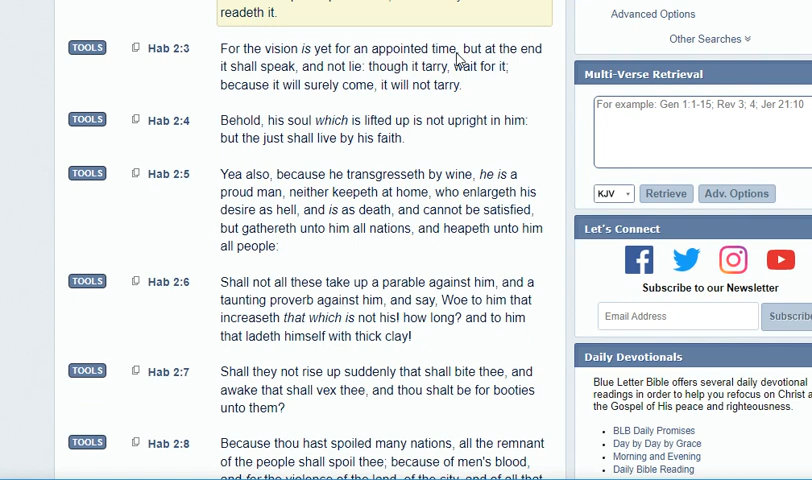 readeth it.
TOOLS Hab 2:3 For the vision is yet for an appointed time, but at the end
it shall speak, and not lie: though it tarry, wait for it;
because it will surely come, it will not tarry.
TOOLS Hab 2:4 Behold, his soul which is lifted up is not upright in him:
but the just shall live by his faith.
TOOLS Hab 2:5 Yea also, because he transgresseth by wine, he is a
proud man, neither keepeth at home, who enlargeth his
desire as hell, and is as death, and cannot be satisfied,
but gathereth unto him all nations, and heapeth unto him
all people:
TOOLS Hab 2:6 Shall not all these take up a parable against him, and a
taunting proverb against him, and say, Woe to him that
increaseth that which is not his! how long? and to him
that ladeth himself with thick clay!
TOOLS Hab 2:7 Shall they not rise up suddenly that shall bite thee, and
awake that shall vex thee, and thou shalt be for booties
unto them?
TOOLS Hab 2:8 Because thou hast spoiled many nations, all the remnant
of the people shall spoil thee; because of men's blood,
and for the violence of the land, of the city, and of all that
Advanced Options
Other Searches
Multi-Verse Retrieval
For example: Gen 1:1-15; Rev 3; 4; Jer 21:10
KJV Retrieve Adv. Options
Let's Connect
Subscribe to our Newsletter
Email Address Subscribe
Daily Devotionals
Blue Letter Bible offers several daily devotional
readings in order to help you refocus on Christ a
the Gospel of His peace and righteousness.
BLB Daily Promises
Day by Day by Grace
Morning and Evening
Daily Bible Reading